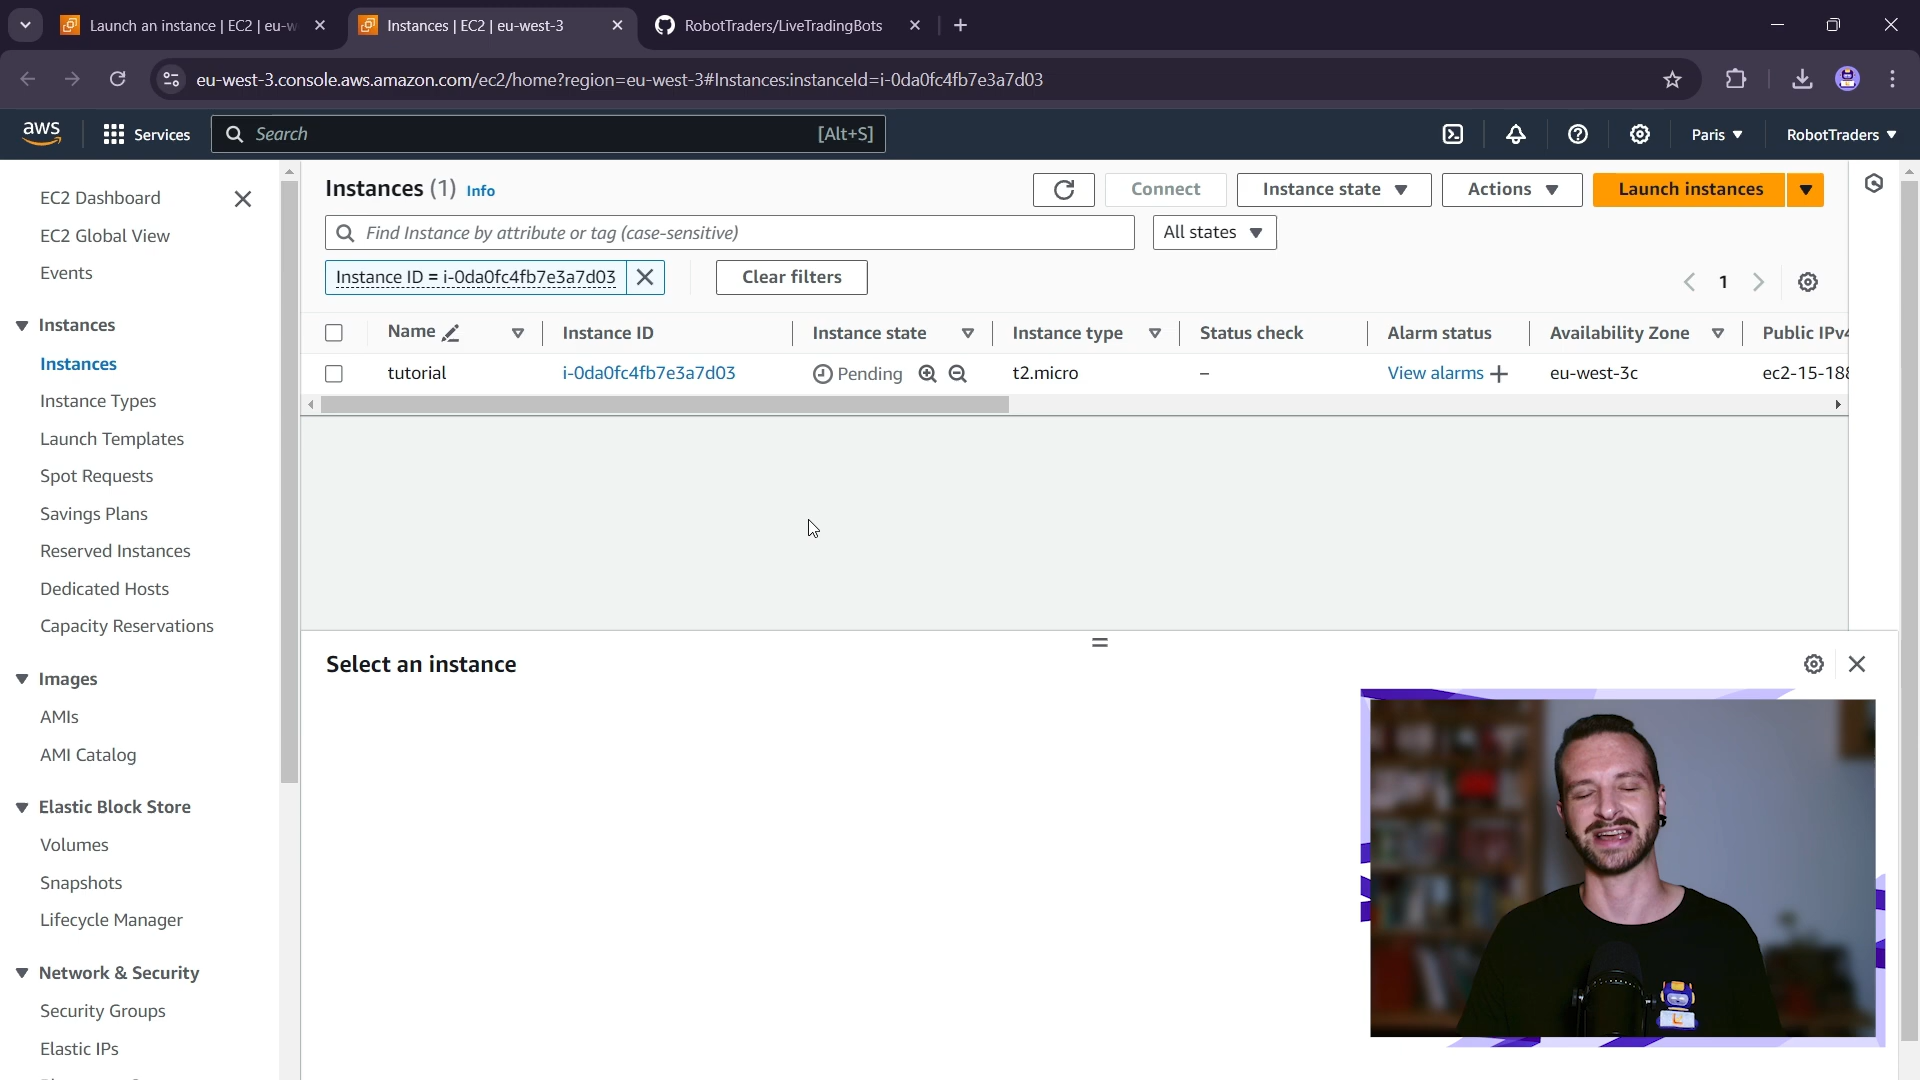 Launch an instance | EC2 | eu-w
Instances | EC2 | eu-west-3
RobotTraders/LiveTradingBots
eu-west-3.console.aws.amazon.com/ec2/home?region=eu-west-3#Instances:instanceId=i-0da0fc4fb7e3a7d03
aws
Services
Search
[Alt+S]
Paris
RobotTraders
EC2 Dashboard
EC2 Global View
Events
Instances
Instances
Instance Types
Launch Templates
Spot Requests
Savings Plans
Reserved Instances
Dedicated Hosts
Capacity Reservations
Images
AMIs
AMI Catalog
Elastic Block Store
Volumes
Snapshots
Lifecycle Manager
Network & Security
Security Groups
Elastic IPs
Instances (1) Info
Connect
Instance state
Actions
Launch instances
Find Instance by attribute or tag (case-sensitive)
All states
Instance ID = i-0da0fc4fb7e3a7d03
Clear filters
1
Name Instance ID Instance state Instance type Status check Alarm status Availability Zone Public IPv4
tutorial i-0da0fc4fb7e3a7d03 Pending t2.micro – View alarms + eu-west-3c ec2-15-188
Select an instance